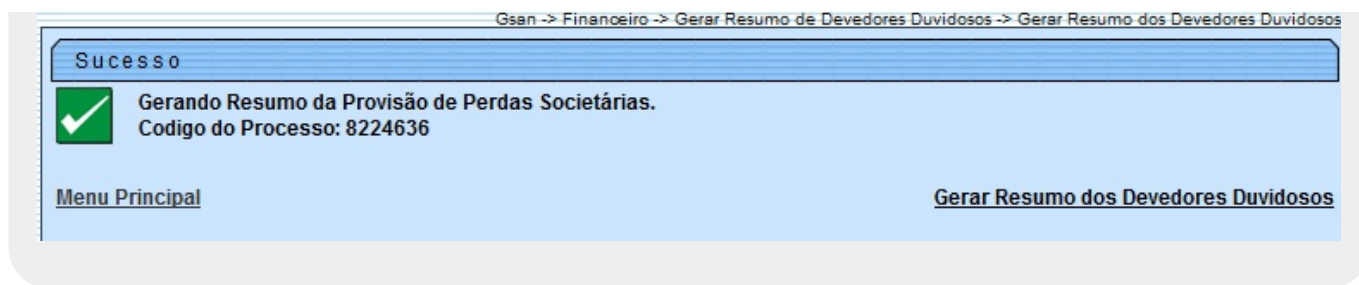 Gsan -> Financeiro -> Gerar Resumo de Devedores Duvidosos -> Gerar Resumo dos Devedores Duvidosos
Sucesso
Gerando Resumo da Provisão de Perdas Societárias.
Codigo do Processo: 8224636
Menu Principal
Gerar Resumo dos Devedores Duvidosos